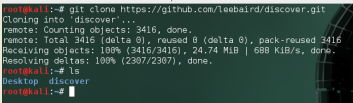 root@kali:~# git clone https://github.com/leebaird/discover.git
Cloning into 'discover'...
remote: Counting objects: 3416, done.
remote: Total 3416 (delta 0), reused 0 (delta 0), pack-reused 3416
Receiving objects: 100% (3416/3416), 24.74 MiB | 688 KiB/s, done.
Resolving deltas: 100% (2307/2307), done.
root@kali:~# ls
Desktop  discover
root@kali:~#